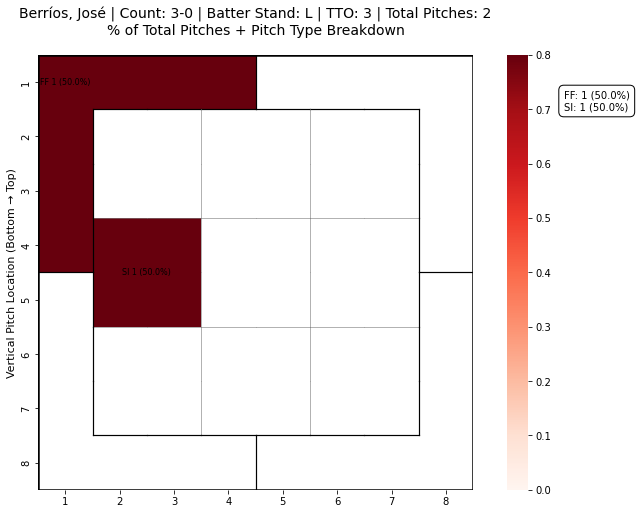 Berríos, José | Count: 3-0 | Batter Stand: L | TTO: 3 | Total Pitches: 2
% of Total Pitches + Pitch Type Breakdown
FF 1 (50.0%)
SI 1 (50.0%)
Vertical Pitch Location (Bottom → Top)
1
2
3
4
5
6
7
8
1 2 3 4 5 6 7 8
0.8
0.7
0.6
0.5
0.4
0.3
0.2
0.1
0.0
FF: 1 (50.0%)
SI: 1 (50.0%)